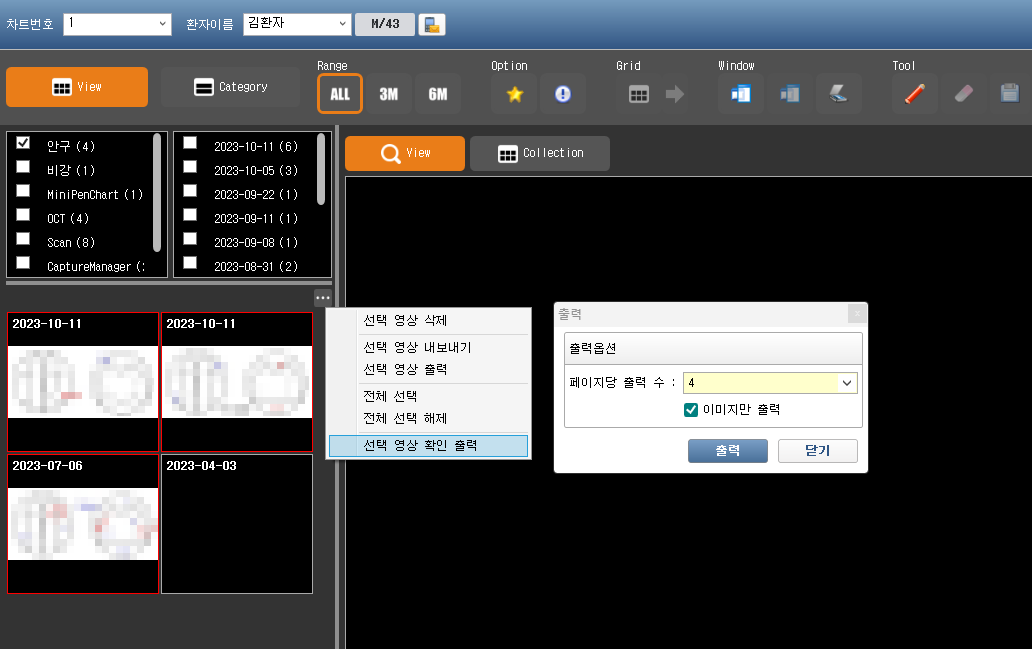 차트번호 1 환자이름 김환자 M/43
View Category
Range Option Grid Window Tool
ALL 3M 6M
안구 (4)
비강 (1)
MiniPenChart (1)
OCT (4)
Scan (8)
CaptureManager (
2023-10-11 (6)
2023-10-05 (3)
2023-09-22 (1)
2023-09-11 (1)
2023-09-08 (1)
2023-08-31 (2)
View Collection
2023-10-11 2023-10-11
2023-07-06 2023-04-03
선택 영상 삭제
선택 영상 내보내기
선택 영상 출력
전체 선택
전체 선택 해제
선택 영상 확인 출력
출력
출력옵션
페이지당 출력 수 : 4
이미지만 출력
출력 닫기